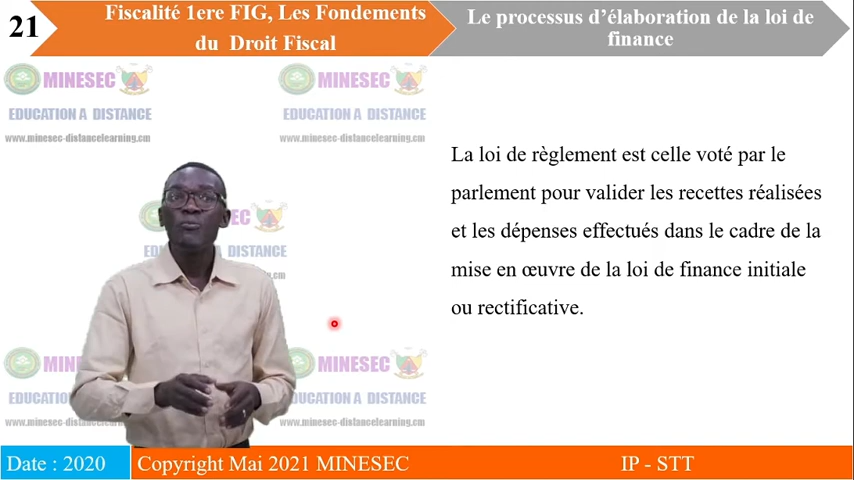 21
Fiscalité 1ere FIG, Les Fondements
du Droit Fiscal
Le processus d’élaboration de la loi de
finance
MINESEC
EDUCATION A DISTANCE
www.minesec-distancelearning.cm
MINESEC
EDUCATION A DISTANCE
www.minesec-distancelearning.cm
La loi de règlement est celle voté par le
parlement pour valider les recettes réalisées
et les dépenses effectués dans le cadre de la
mise en œuvre de la loi de finance initiale
ou rectificative.
MINESEC
EDUCATION
www.minesec-distancelearning.cm
Date : 2020
Copyright Mai 2021 MINESEC
IP - STT